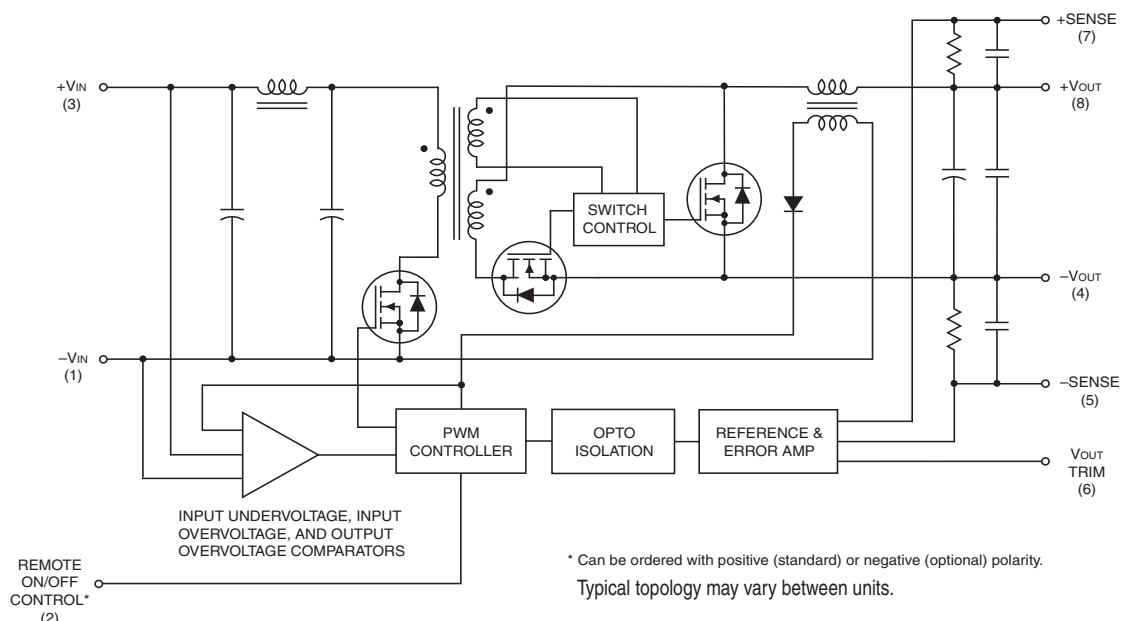 +SENSE
(7)
+VIN
(3)
+VOUT
(8)
SWITCH
CONTROL
−VOUT
(4)
−VIN
(1)
−SENSE
(5)
PWM
CONTROLLER
OPTO
ISOLATION
REFERENCE &
ERROR AMP
VOUT
TRIM
(6)
INPUT UNDERVOLTAGE, INPUT
OVERVOLTAGE, AND OUTPUT
OVERVOLTAGE COMPARATORS
REMOTE
ON/OFF
CONTROL*
(2)
* Can be ordered with positive (standard) or negative (optional) polarity.
Typical topology may vary between units.